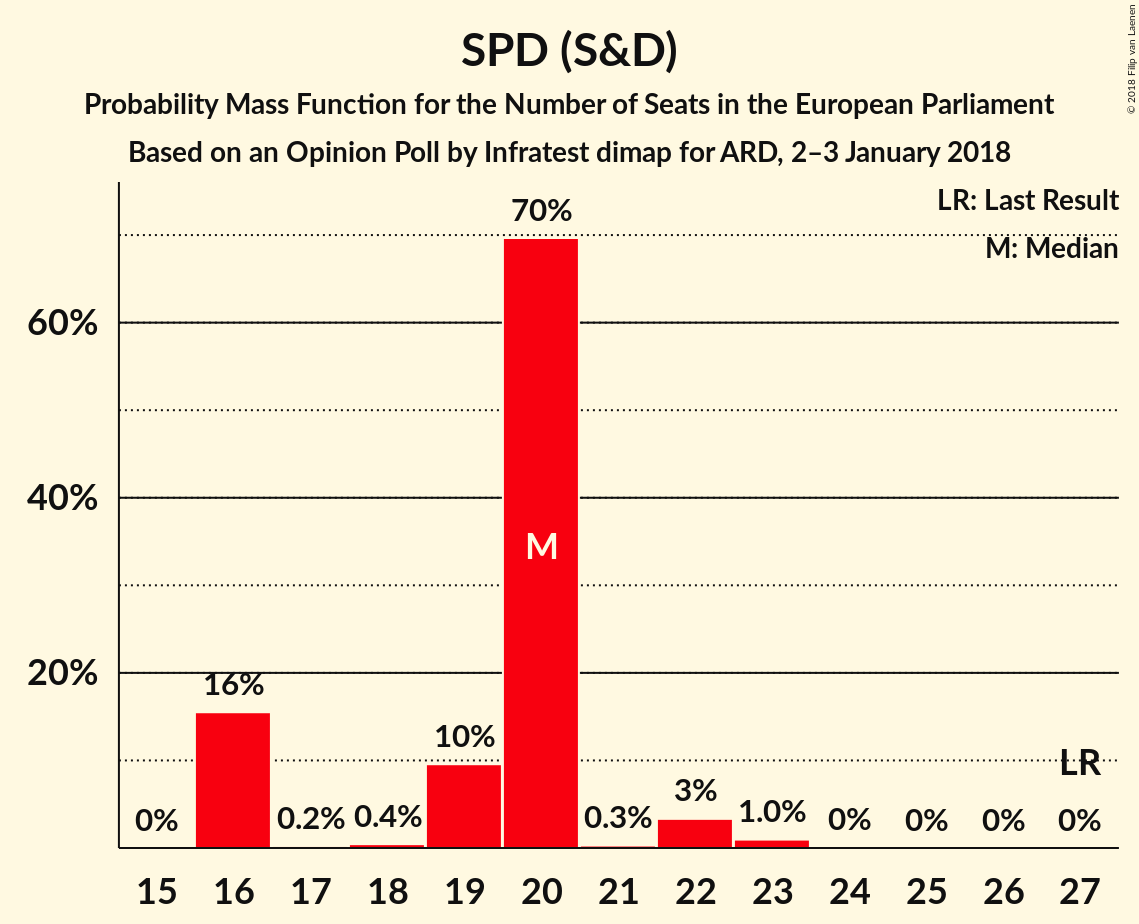 SPD (S&D)
Probability Mass Function for the Number of Seats in the European Parliament
Based on an Opinion Poll by Infratest dimap for ARD, 2–3 January 2018
© 2018 Filip van Laenen
LR: Last Result
M: Median
60%
40%
20%
0%
16%
0.2%
0.4%
10%
70%
M
0.3%
3%
1.0%
0%
0%
0%
0%
LR
15 16 17 18 19 20 21 22 23 24 25 26 27